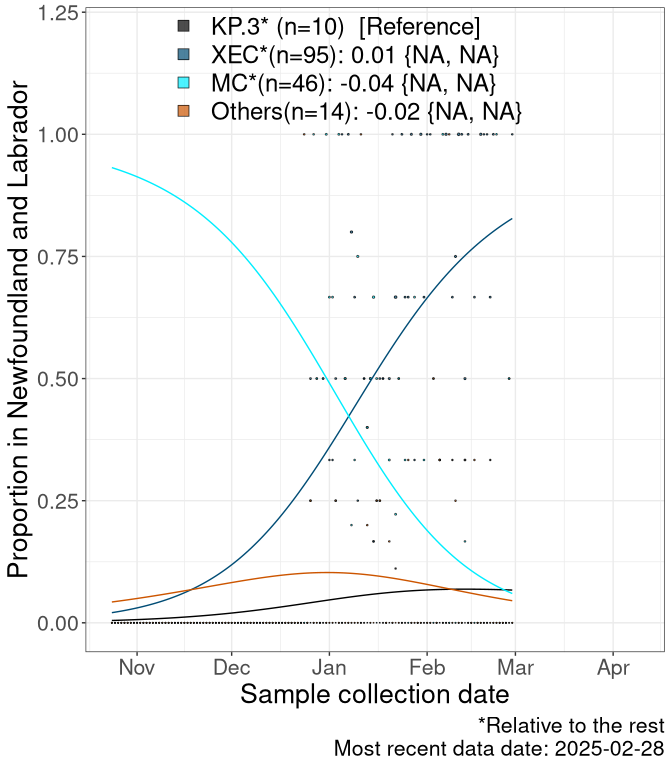 1.25
1.00
0.75
0.50
0.25
0.00
Proportion in Newfoundland and Labrador
KP.3* (n=10)  [Reference]
XEC*(n=95): 0.01 {NA, NA}
MC*(n=46): -0.04 {NA, NA}
Others(n=14): -0.02 {NA, NA}
Nov Dec Jan Feb Mar Apr
Sample collection date
*Relative to the rest
Most recent data date: 2025-02-28